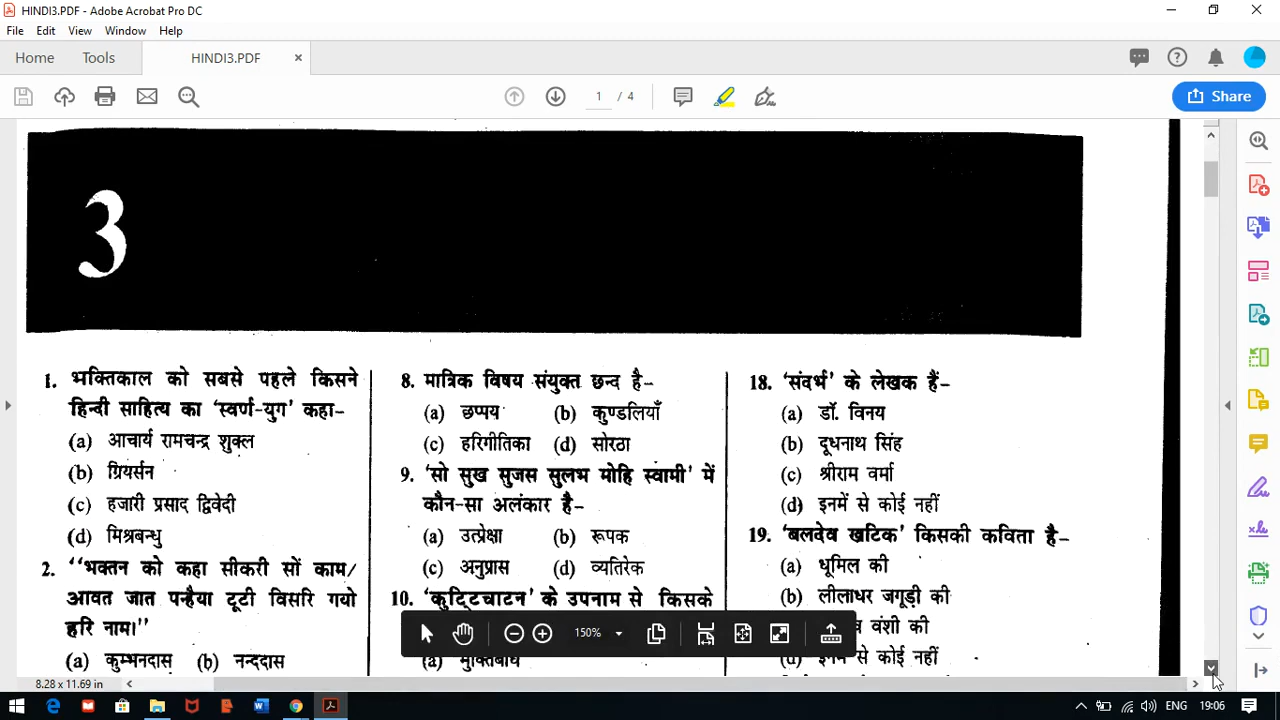 HINDI3.PDF - Adobe Acrobat Pro DC
File Edit View Window Help
Home Tools HINDI3.PDF
1 / 4
Share
3
1. भक्तिकाल को सबसे पहले किसने
हिन्दी साहित्य का ‘स्वर्ण-युग’ कहा–
(a) आचार्य रामचन्द्र शुक्ल
(b) ग्रियर्सन
(c) हजारी प्रसाद द्विवेदी
(d) मिश्रबन्धु
2. ‘‘भक्तन को कहा सीकरी सों काम/
आवत जात पन्हैया टूटी विसरि गयो
हरि नाम।’’
(a) कुम्भनदास (b) नन्ददास
8. मात्रिक विषय संयुक्त छन्द है–
(a) छप्पय (b) कुण्डलियाँ
(c) हरिगीतिका (d) सोरठा
9. ‘सो सुख सुजस सुलभ मोहि स्वामी’ में
कौन-सा अलंकार है–
(a) उत्प्रेक्षा (b) रूपक
(c) अनुप्रास (d) व्यतिरेक
10. ‘कुट्टिचाटन’ के उपनाम से किसके
(a) मुक्तिबोध
18. ‘संदर्भ’ के लेखक हैं–
(a) डॉ. विनय
(b) दूधनाथ सिंह
(c) श्रीराम वर्मा
(d) इनमें से कोई नहीं
19. ‘बलदेव खटिक’ किसकी कविता है–
(a) धूमिल की
(b) लीलाधर जगूड़ी की
वंशी की
(d) इनमें से कोई नहीं
150%
8.28 x 11.69 in
ENG 19:06